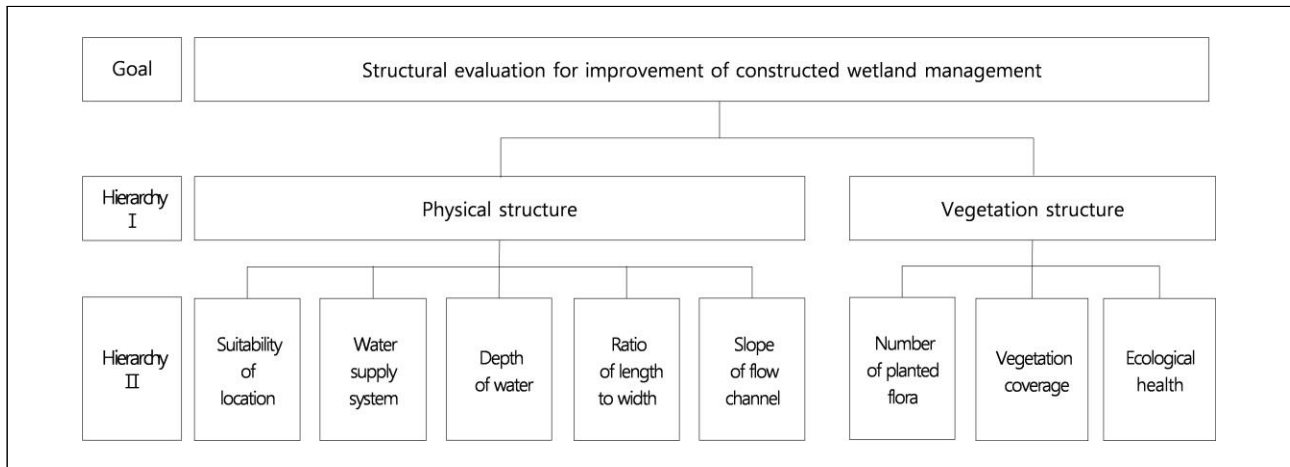 Goal
Structural evaluation for improvement of constructed wetland management
Hierarchy
Ⅰ
Physical structure
Vegetation structure
Hierarchy
Ⅱ
Suitability
of
location
Water
supply
system
Depth
of water
Ratio
of length
to width
Slope
of flow
channel
Number
of planted
flora
Vegetation
coverage
Ecological
health